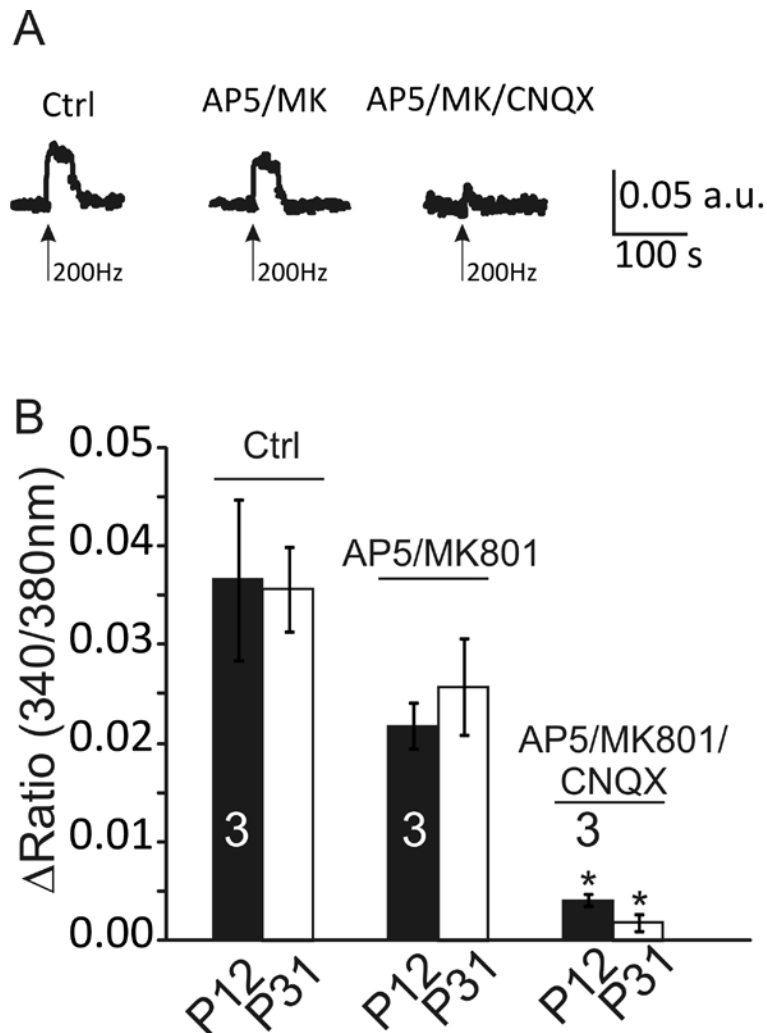 A
Ctrl AP5/MK AP5/MK/CNQX
0.05 a.u.
100 s
200Hz 200Hz 200Hz
B
ΔRatio (340/380nm)
0.05
0.04
0.03
0.02
0.01
0.00
Ctrl
AP5/MK801
AP5/MK801/
CNQX
3 3 3
* *
P12 P31 P12 P31 P12 P31